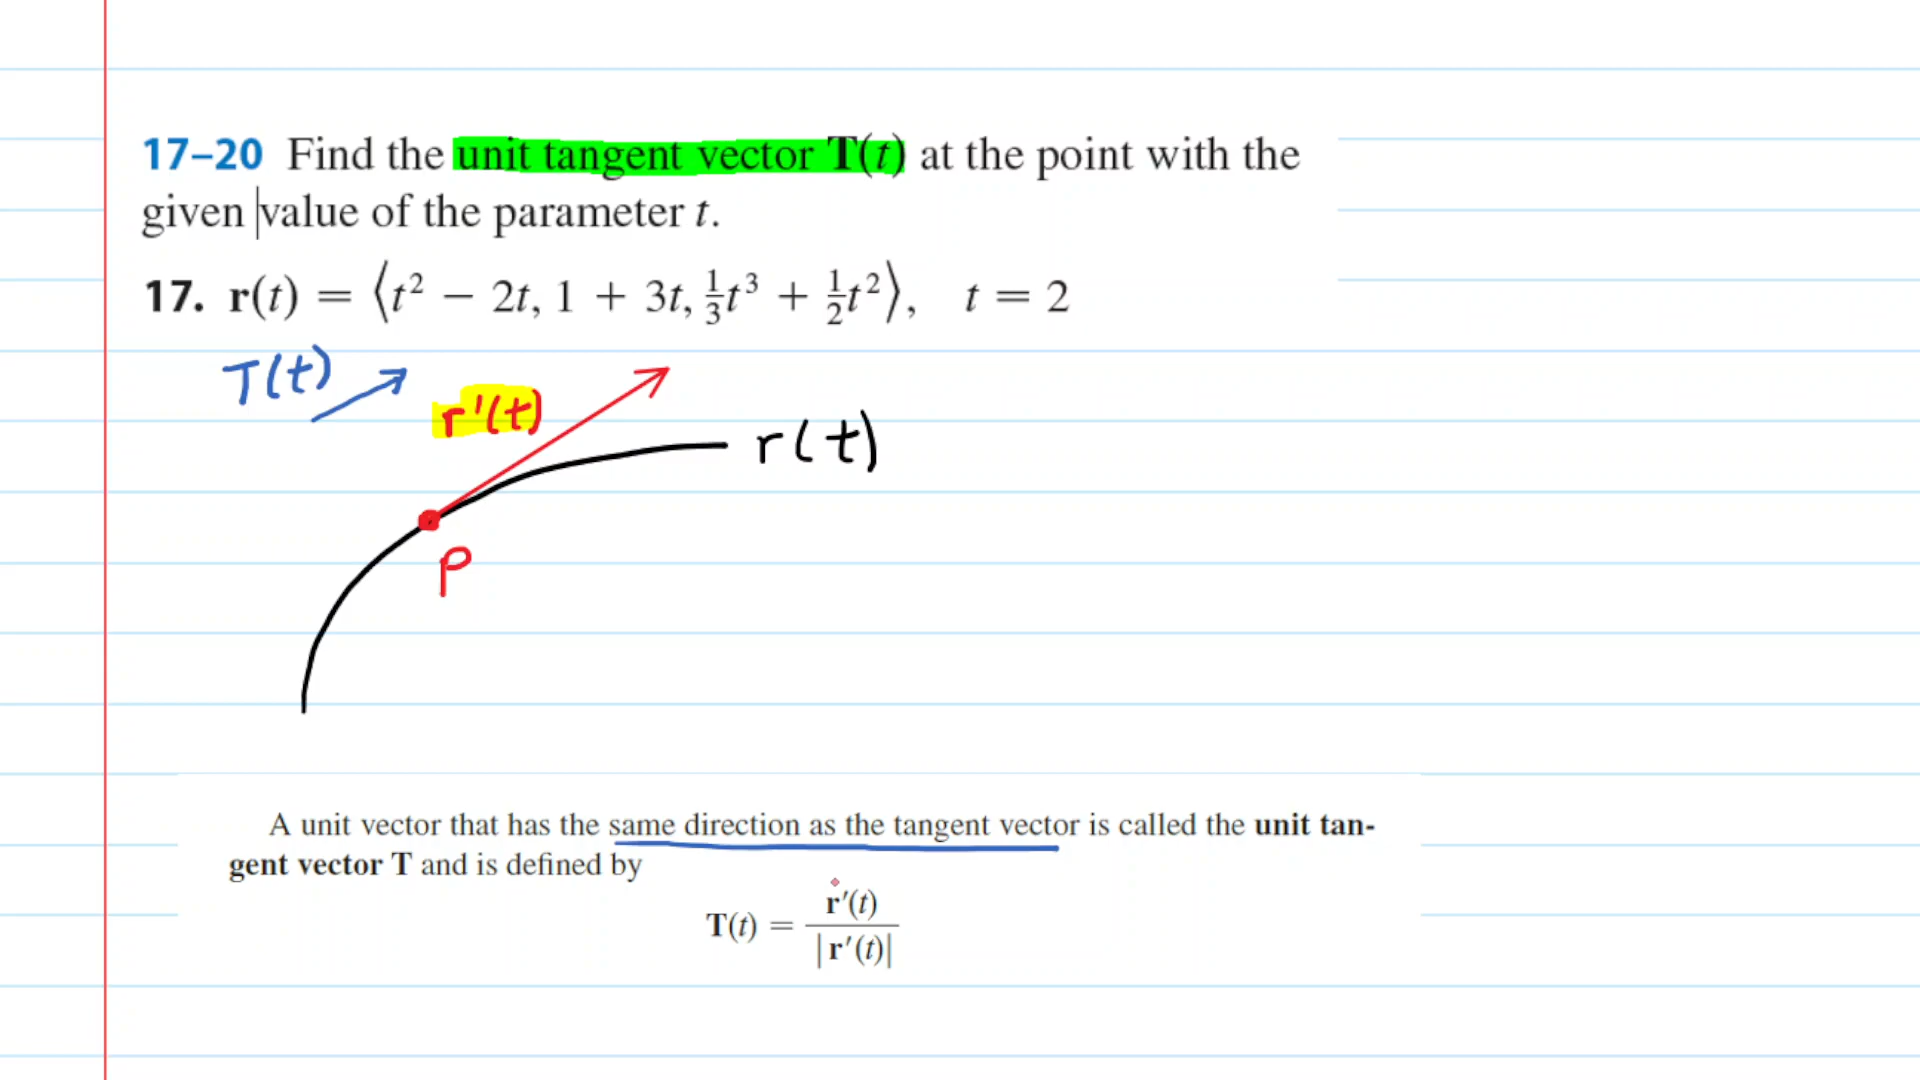 17–20 Find the unit tangent vector T(t) at the point with the
given value of the parameter t.
17. r(t) = ⟨t² − 2t, 1 + 3t, ⅓t³ + ½t²⟩, t = 2
T(t)
r'(t)
r(t)
P
A unit vector that has the same direction as the tangent vector is called the unit tan-
gent vector T and is defined by
T(t) = r′(t) / |r′(t)|